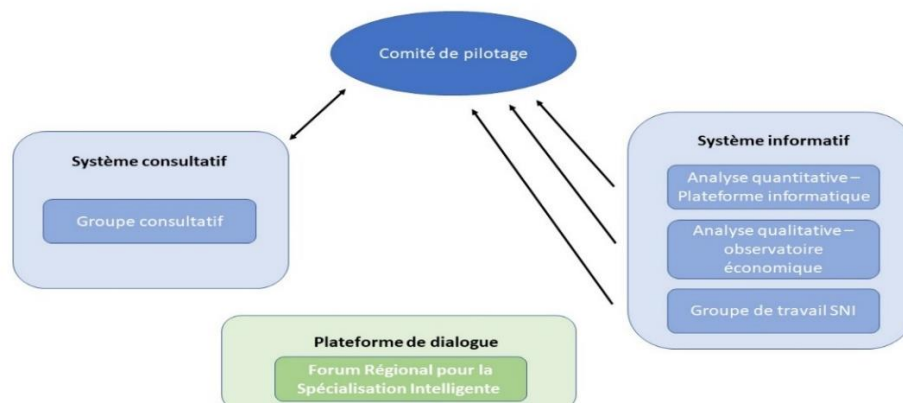 Comité de pilotage
Système consultatif
Groupe consultatif
Système informatif
Analyse quantitative –
Plateforme informatique
Analyse qualitative –
observatoire
économique
Groupe de travail SNI
Plateforme de dialogue
Forum Régional pour la
Spécialisation Intelligente